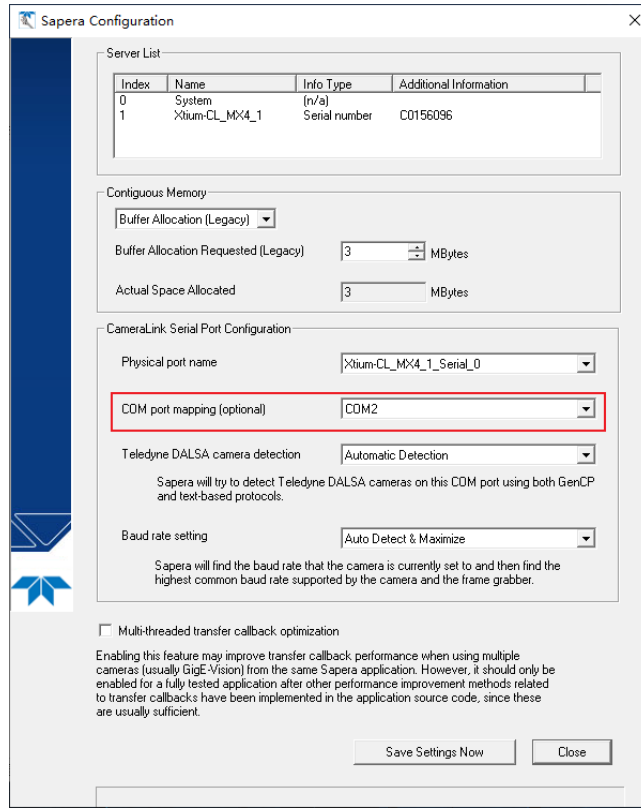 Sapera Configuration
Server List
Index Name Info Type Additional Information
0 System (n/a)
1 Xtium-CL_MX4_1 Serial number C0156096
Contiguous Memory
Buffer Allocation (Legacy)
Buffer Allocation Requested (Legacy) 3 MBytes
Actual Space Allocated 3 MBytes
CameraLink Serial Port Configuration
Physical port name Xtium-CL_MX4_1_Serial_0
COM port mapping (optional) COM2
Teledyne DALSA camera detection Automatic Detection
Sapera will try to detect Teledyne DALSA cameras on this COM port using both GenCP
and text-based protocols.
Baud rate setting Auto Detect & Maximize
Sapera will find the baud rate that the camera is currently set to and then find the
highest common baud rate supported by the camera and the frame grabber.
Multi-threaded transfer callback optimization
Enabling this feature may improve transfer callback performance when using multiple
cameras (usually GigE-Vision) from the same Sapera application. However, it should only be
enabled for a fully tested application after other performance improvement methods related
to transfer callbacks have been implemented in the application source code, since these
are usually sufficient.
Save Settings Now Close